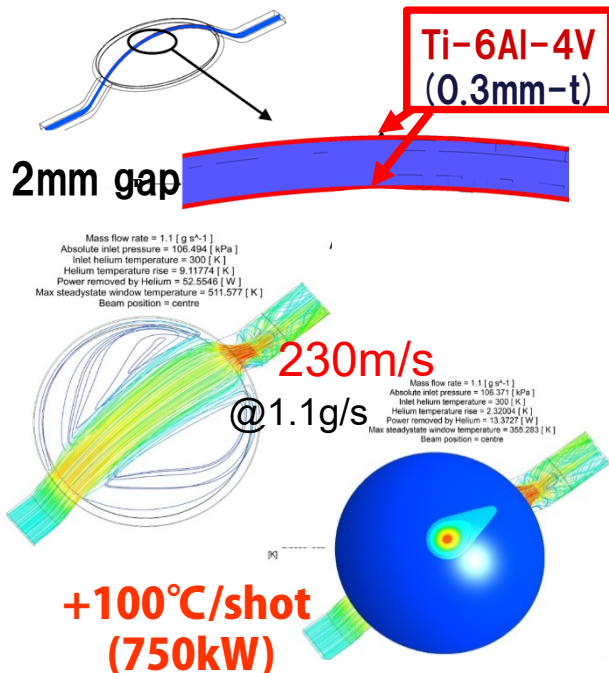 Ti-6Al-4V
(0.3mm-t)
2mm gap
Mass flow rate = 1.1 [ g s^-1 ]
Absolute inlet pressure = 106.494 [ kPa ]
Inlet helium temperature = 300 [ K ]
Helium temperature rise = 9.11774 [ K ]
Power removed by Helium = 52.5546 [ W ]
Max steadystate window temperature = 511.577 [ K ]
Beam position = centre
230m/s
@1.1g/s
Mass flow rate = 1.1 [ g s^-1 ]
Absolute inlet pressure = 106.371 [ kPa ]
Inlet helium temperature = 300 [ K ]
Helium temperature rise = 2.32004 [ K ]
Power removed by Helium = 13.3727 [ W ]
Max steadystate window temperature = 355.283 [ K ]
Beam position = centre
[K]
+100°C/shot
(750kW)